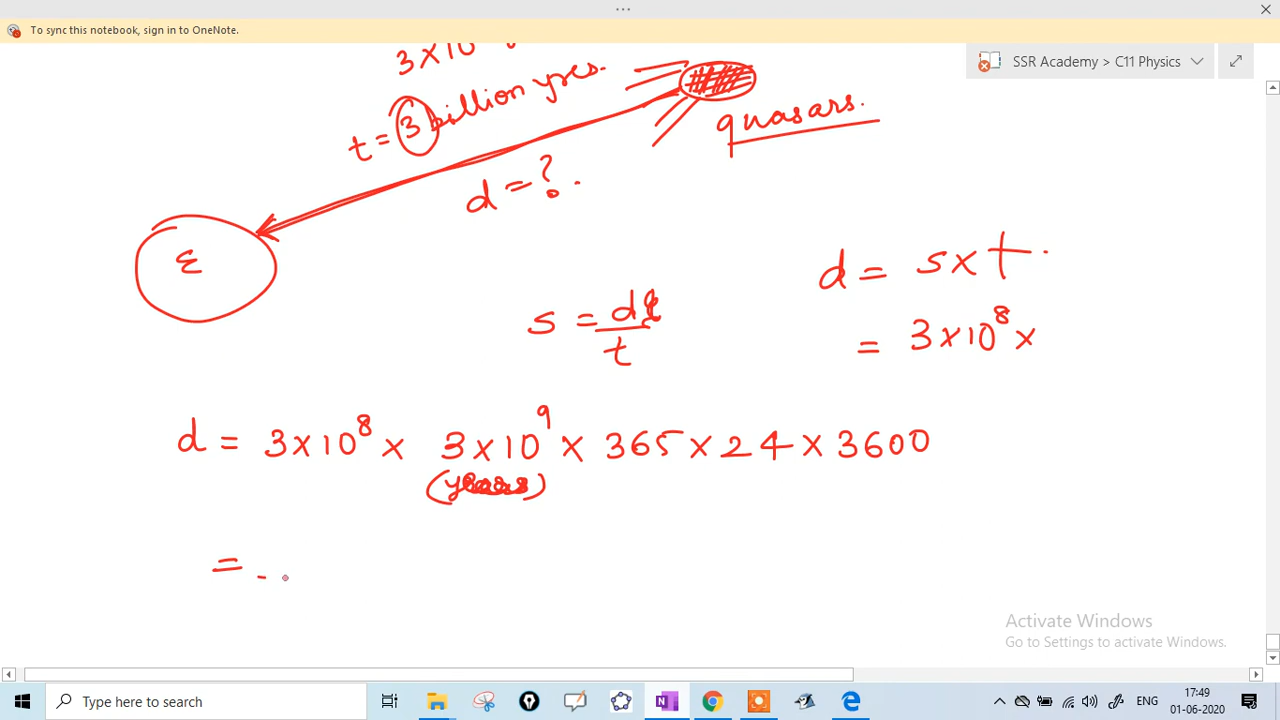 To sync this notebook, sign in to OneNote.
SSR Academy > C11 Physics
3×10
t = 3 billion yres.
quasars.
d = ?.
ε
d = s × t.
s = d / t
= 3×10⁸ ×
d = 3×10⁸ × 3×10⁹ × 365 × 24 × 3600
(years)
= ..
Activate Windows
Go to Settings to activate Windows.
Type here to search
ENG
17:49
01-06-2020